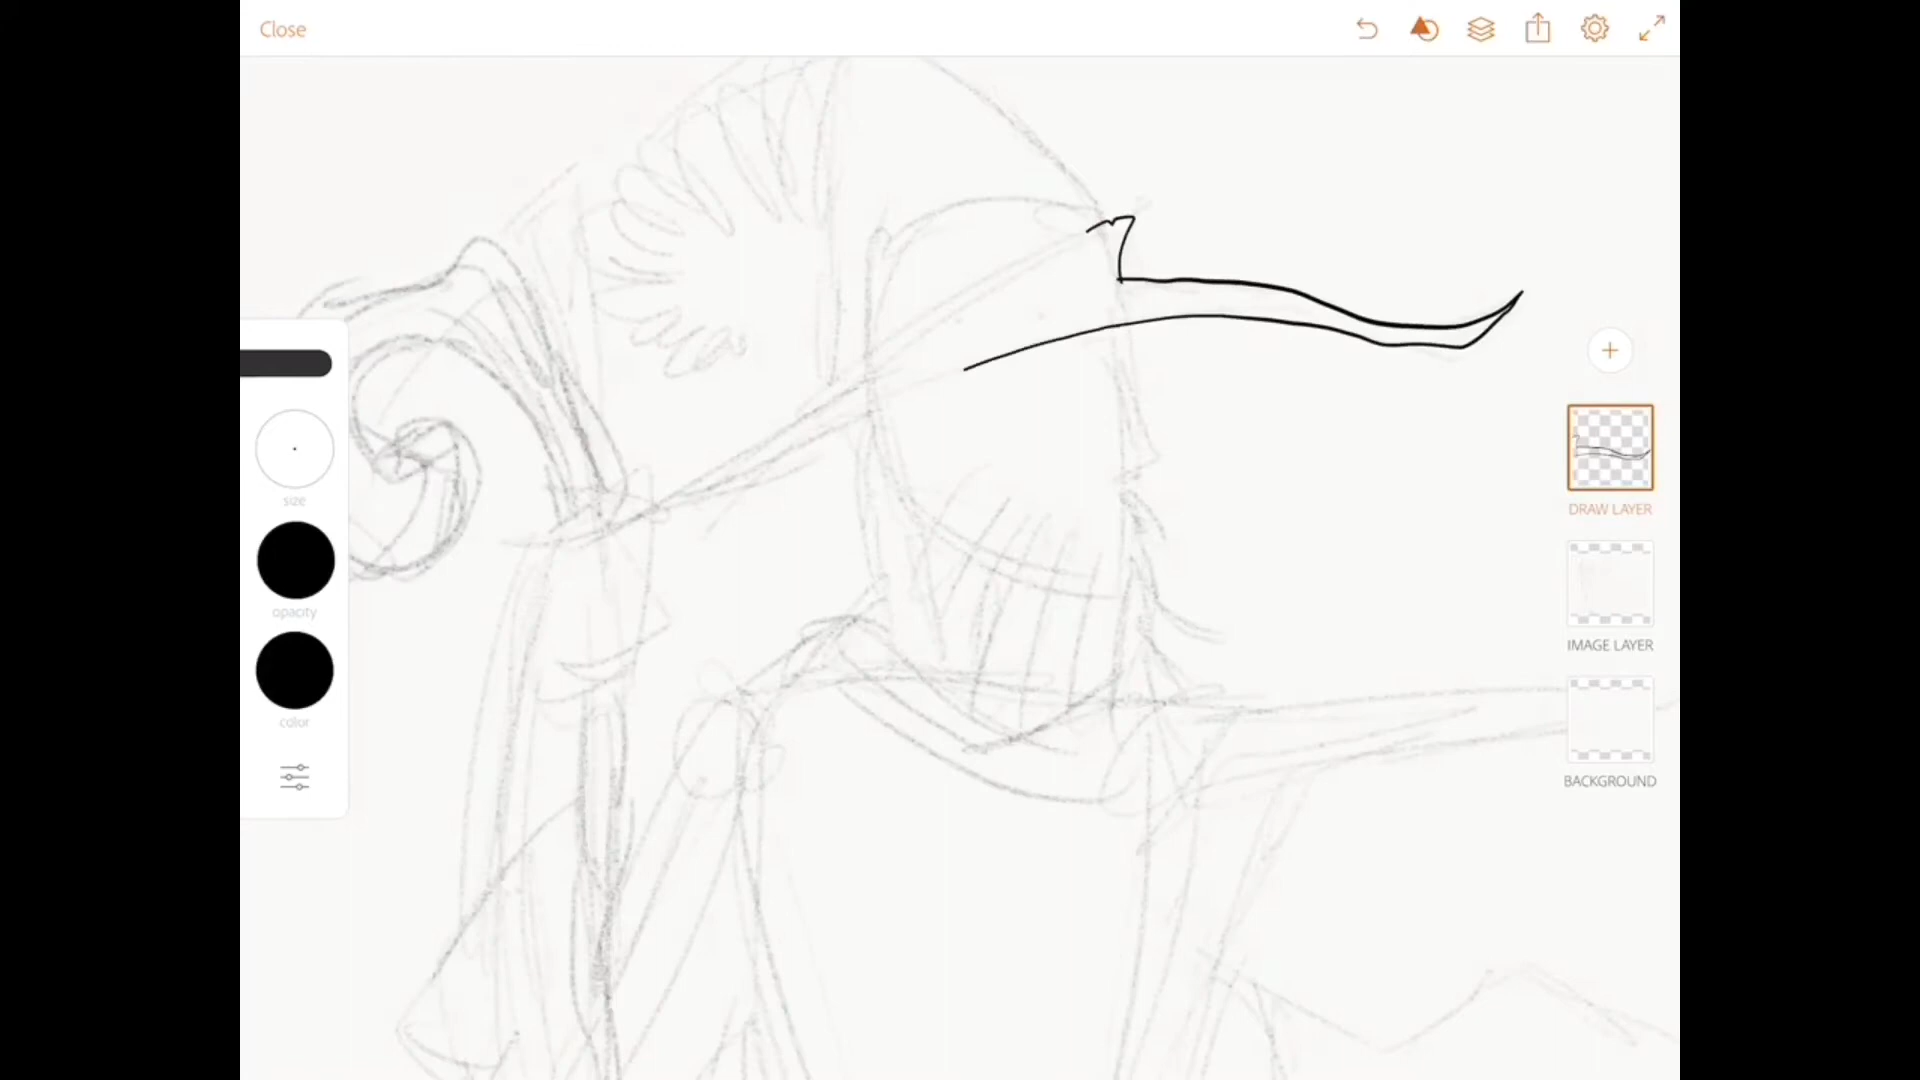 Close
size
opacity
color
DRAW LAYER
IMAGE LAYER
BACKGROUND